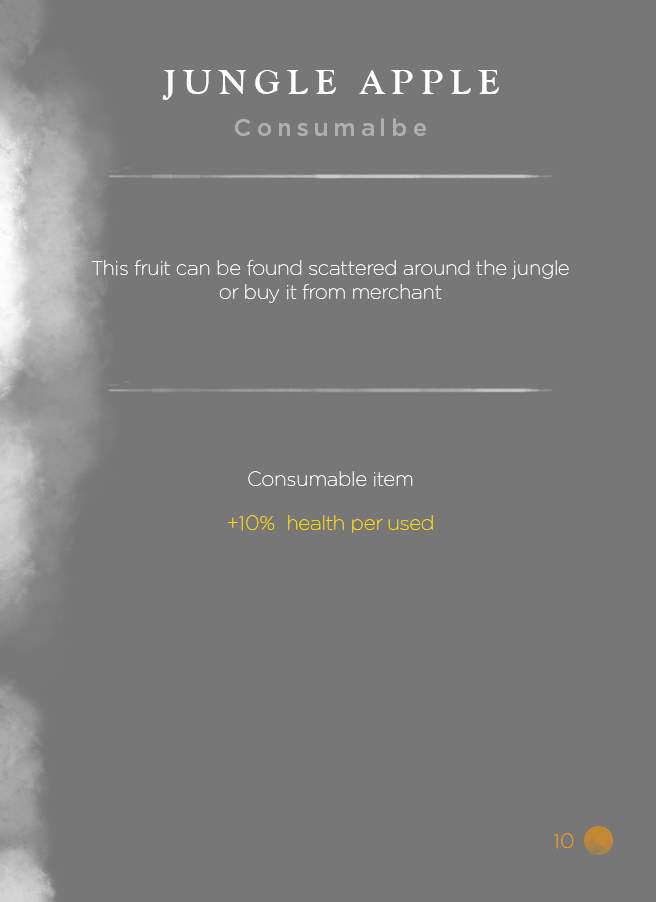 JUNGLE APPLE
Consumalbe
This fruit can be found scattered around the jungle
or buy it from merchant
Consumable item
+10% health per used
10